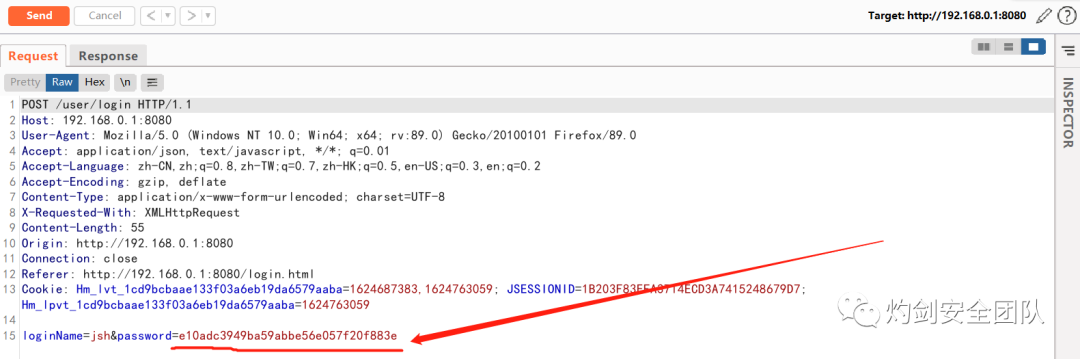 Send Cancel < > Target: http://192.168.0.1:8080 ?
Request Response
Pretty Raw Hex \n
INSPECTOR
1 POST /user/login HTTP/1.1
2 Host: 192.168.0.1:8080
3 User-Agent: Mozilla/5.0 (Windows NT 10.0; Win64; x64; rv:89.0) Gecko/20100101 Firefox/89.0
4 Accept: application/json, text/javascript, */*; q=0.01
5 Accept-Language: zh-CN,zh;q=0.8,zh-TW;q=0.7,zh-HK;q=0.5,en-US;q=0.3,en;q=0.2
6 Accept-Encoding: gzip, deflate
7 Content-Type: application/x-www-form-urlencoded; charset=UTF-8
8 X-Requested-With: XMLHttpRequest
9 Content-Length: 55
10 Origin: http://192.168.0.1:8080
11 Connection: close
12 Referer: http://192.168.0.1:8080/login.html
13 Cookie: Hm_lvt_1cd9bcbaae133f03a6eb19da6579aaba=1624687383,1624763059;
Hm_lpvt_1cd9bcbaae133f03a6eb19da6579aaba=1624763059
14
15 loginName=jsh&password=e10adc3949ba59abbe56e057f20f883e
灼剑安全团队